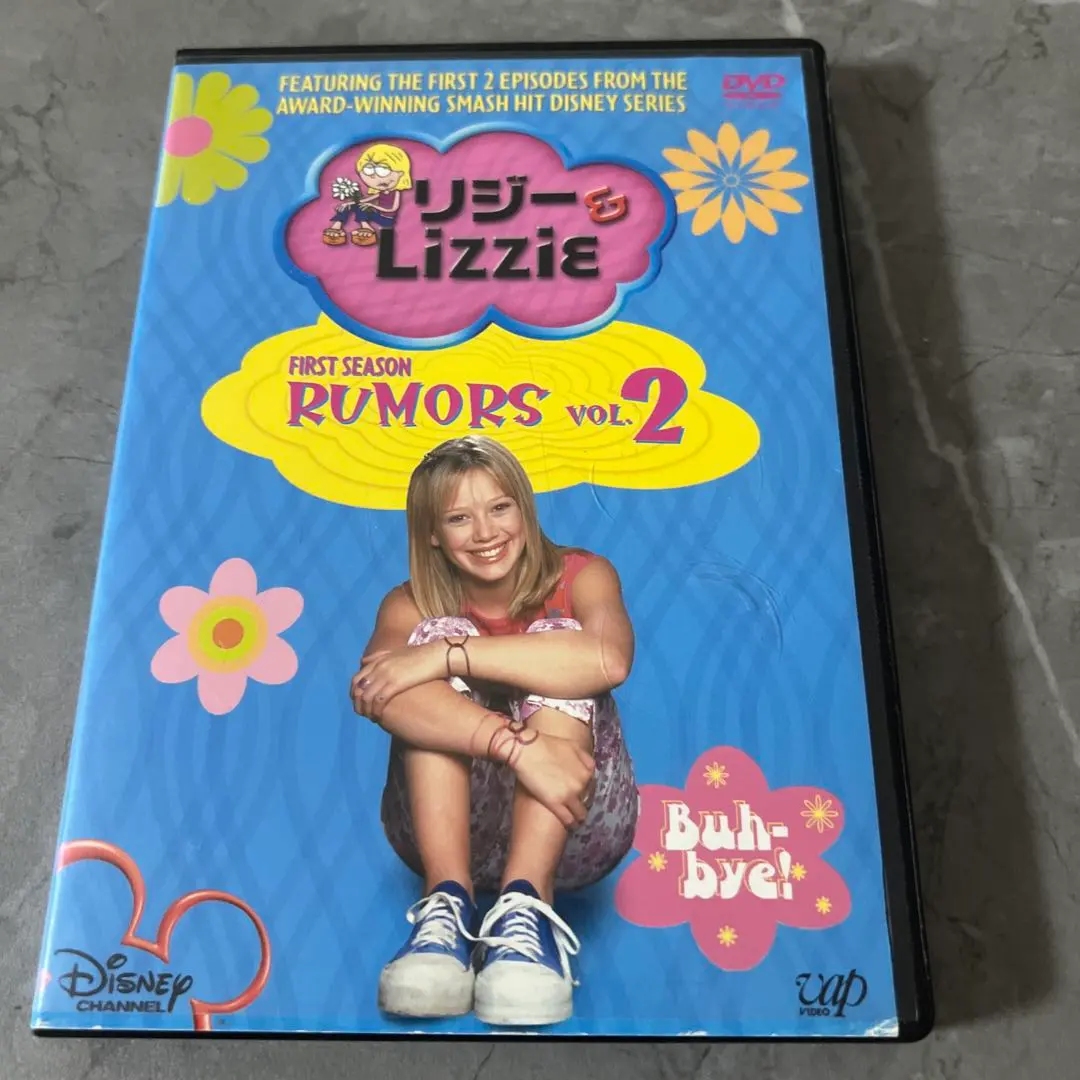 FEATURING THE FIRST 2 EPISODES FROM THE
AWARD-WINNING SMASH HIT DISNEY SERIES
DVD
リジー&
Lizzie
FIRST SEASON
RUMORS VOL.2
Buh-
bye!
DISNEY
CHANNEL
vap
VIDEO